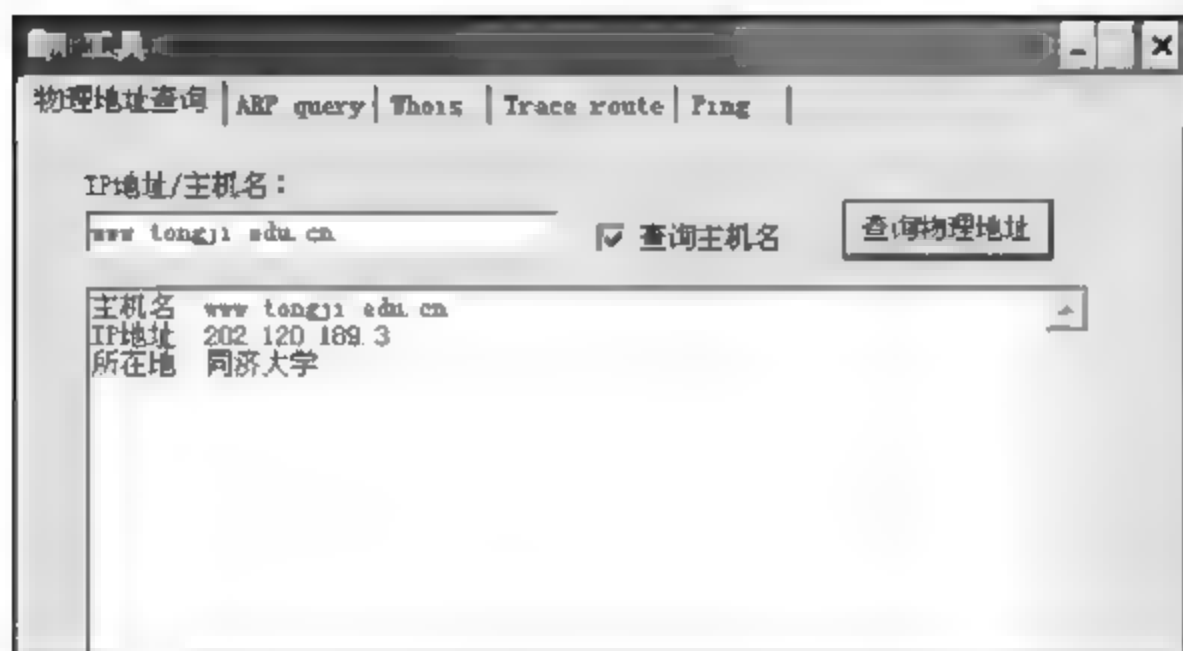 工具
物理地址查询 ARP query Whois Trace route Ping
IP地址/主机名：
www tongji edu cn
查询主机名
查询物理地址
主机名 www tongji edu cn
IP地址 202 120 189 3
所在地 同济大学